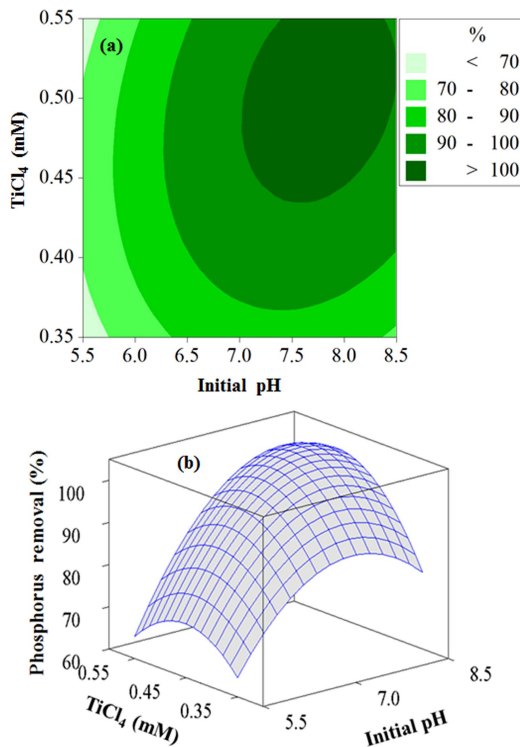 (a)
TiCl4 (mM)
0.55
0.50
0.45
0.40
0.35
5.5 6.0 6.5 7.0 7.5 8.0 8.5
Initial pH
%
< 70
70 - 80
80 - 90
90 - 100
> 100
(b)
Phosphorus removal (%)
100
90
80
70
60
0.55
0.45
0.35
TiCl4 (mM)
5.5
7.0
8.5
Initial pH